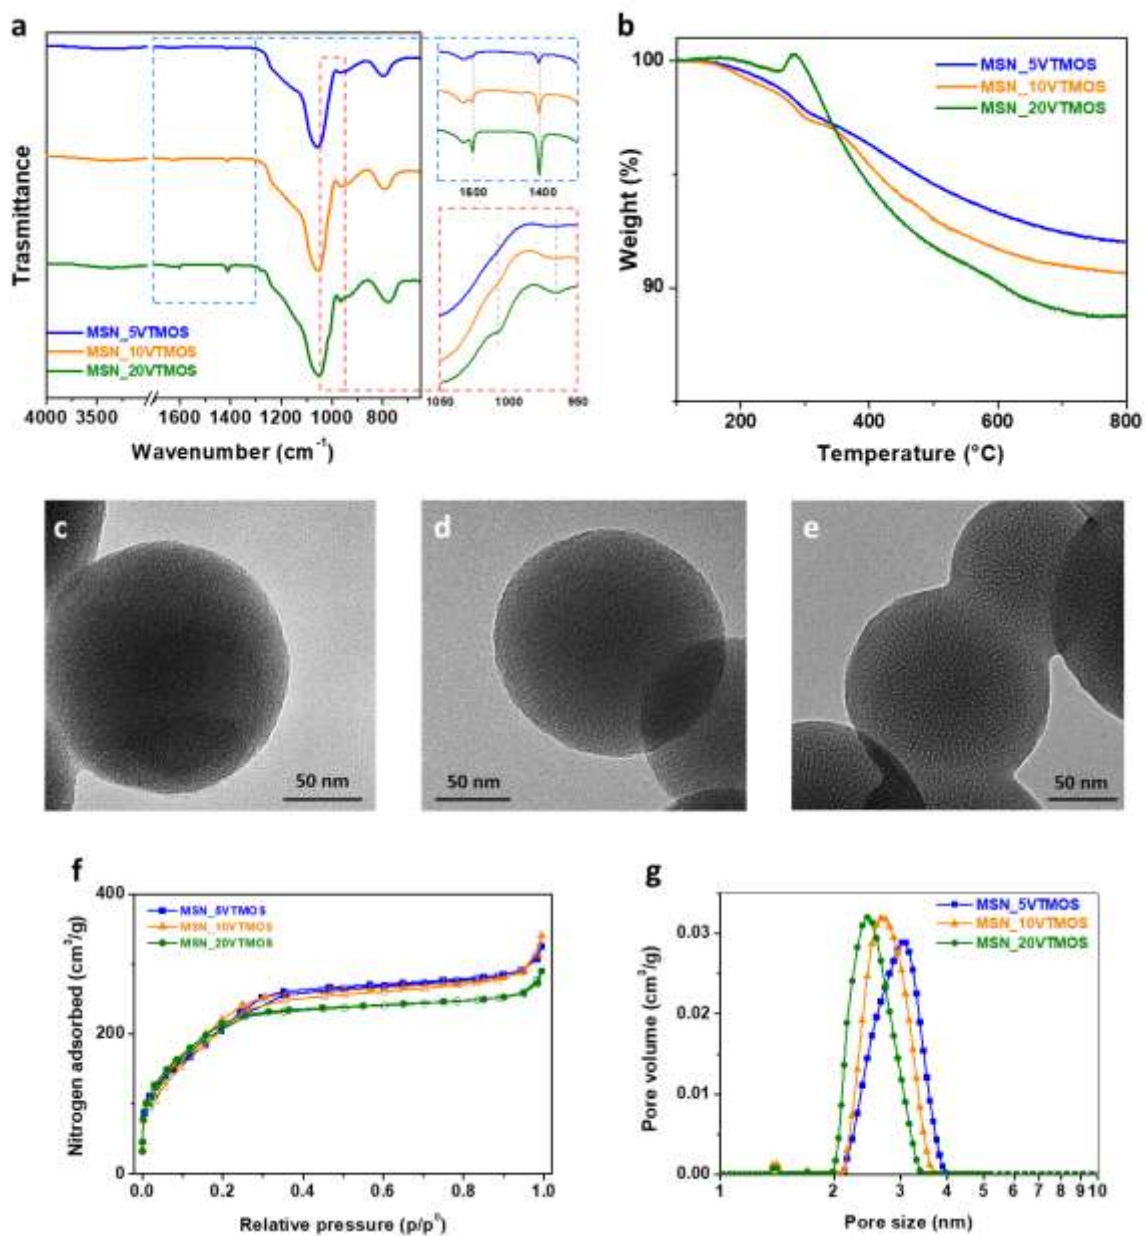 a
Trasmittance
MSN_5VTMOS
MSN_10VTMOS
MSN_20VTMOS
4000 3500 1600 1400 1200 1000 800
Wavenumber (cm⁻¹)
1600 1400
1050 1000 950
b
100
90
Weight (%)
MSN_5VTMOS
MSN_10VTMOS
MSN_20VTMOS
200 400 600 800
Temperature (°C)
c
50 nm
d
50 nm
e
50 nm
f
400
200
0
Nitrogen adsorbed (cm³/g)
MSN_5VTMOS
MSN_10VTMOS
MSN_20VTMOS
0.0 0.2 0.4 0.6 0.8 1.0
Relative pressure (p/p⁰)
g
0.03
0.02
0.01
0.00
Pore volume (cm³/g)
MSN_5VTMOS
MSN_10VTMOS
MSN_20VTMOS
1 2 3 4 5 6 7 8 9 10
Pore size (nm)